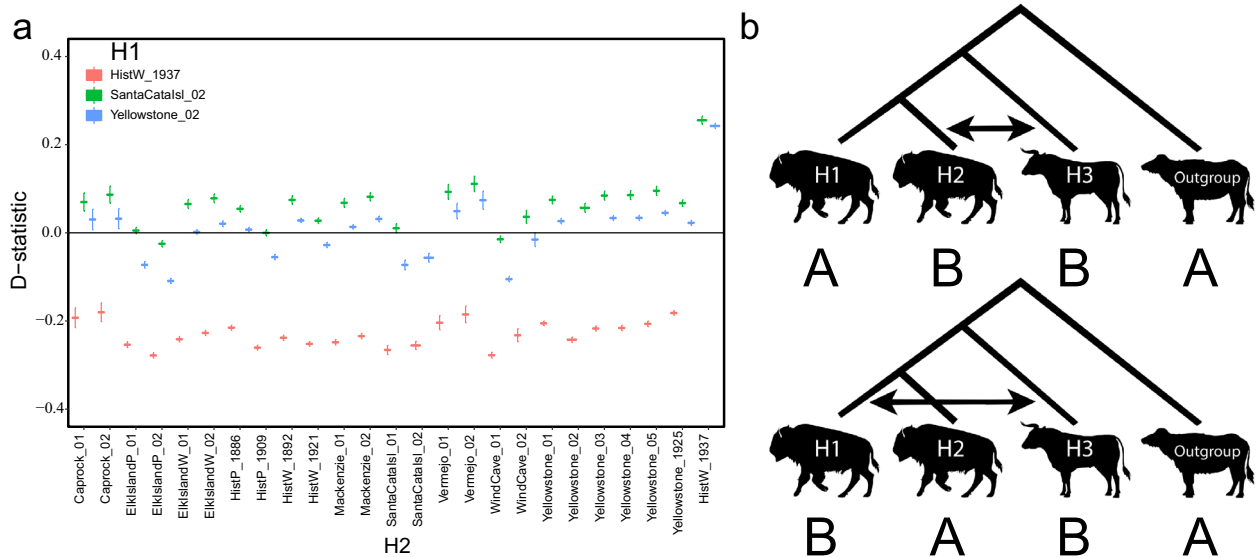 a
H1
HistW_1937
SantaCataIsl_02
Yellowstone_02
D−statistic
0.4
0.2
0.0
−0.2
−0.4
Caprock_01
Caprock_02
ElkIslandP_01
ElkIslandP_02
ElkIslandW_01
ElkIslandW_02
HistP_1886
HistP_1909
HistW_1892
HistW_1921
Mackenzie_01
Mackenzie_02
SantaCataIsl_01
SantaCataIsl_02
Vermejo_01
Vermejo_02
WindCave_01
WindCave_02
Yellowstone_01
Yellowstone_02
Yellowstone_03
Yellowstone_04
Yellowstone_05
Yellowstone_1925
HistW_1937
H2
b
H1 H2 H3 Outgroup
A B B A
H1 H2 H3 Outgroup
B A B A